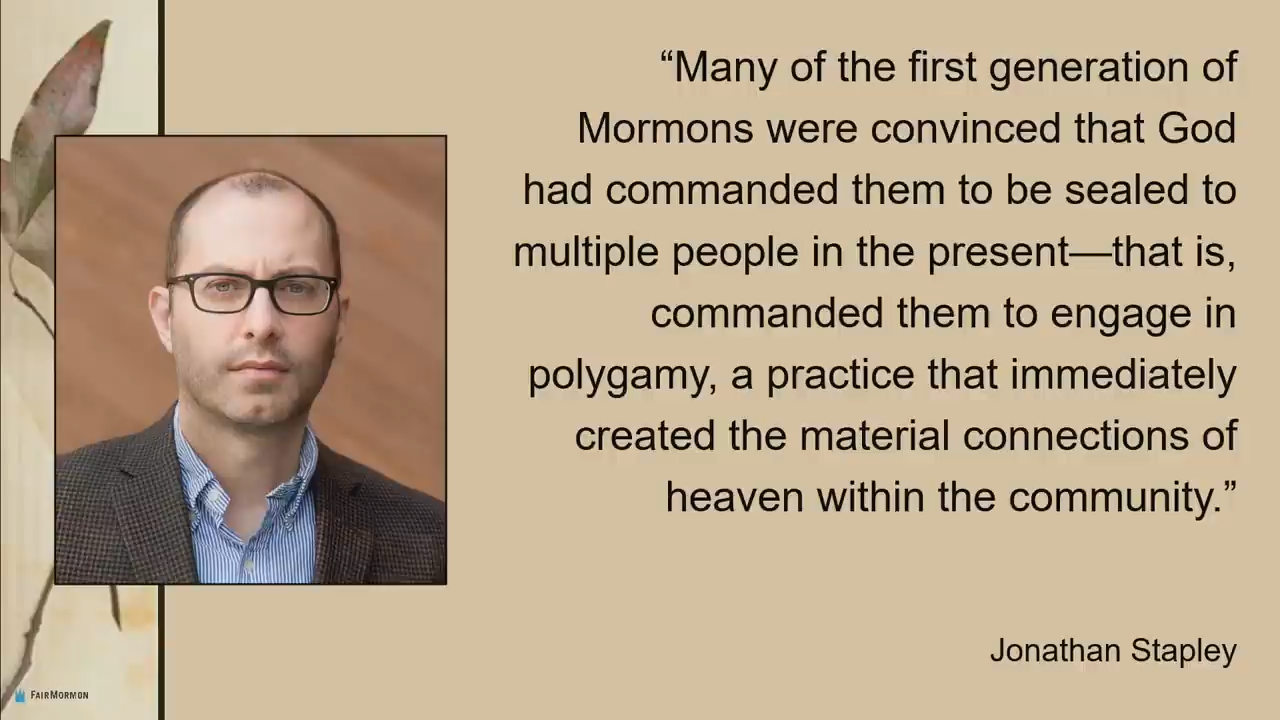 “Many of the first generation of
Mormons were convinced that God
had commanded them to be sealed to
multiple people in the present—that is,
commanded them to engage in
polygamy, a practice that immediately
created the material connections of
heaven within the community.”
Jonathan Stapley
FAIRMORMON